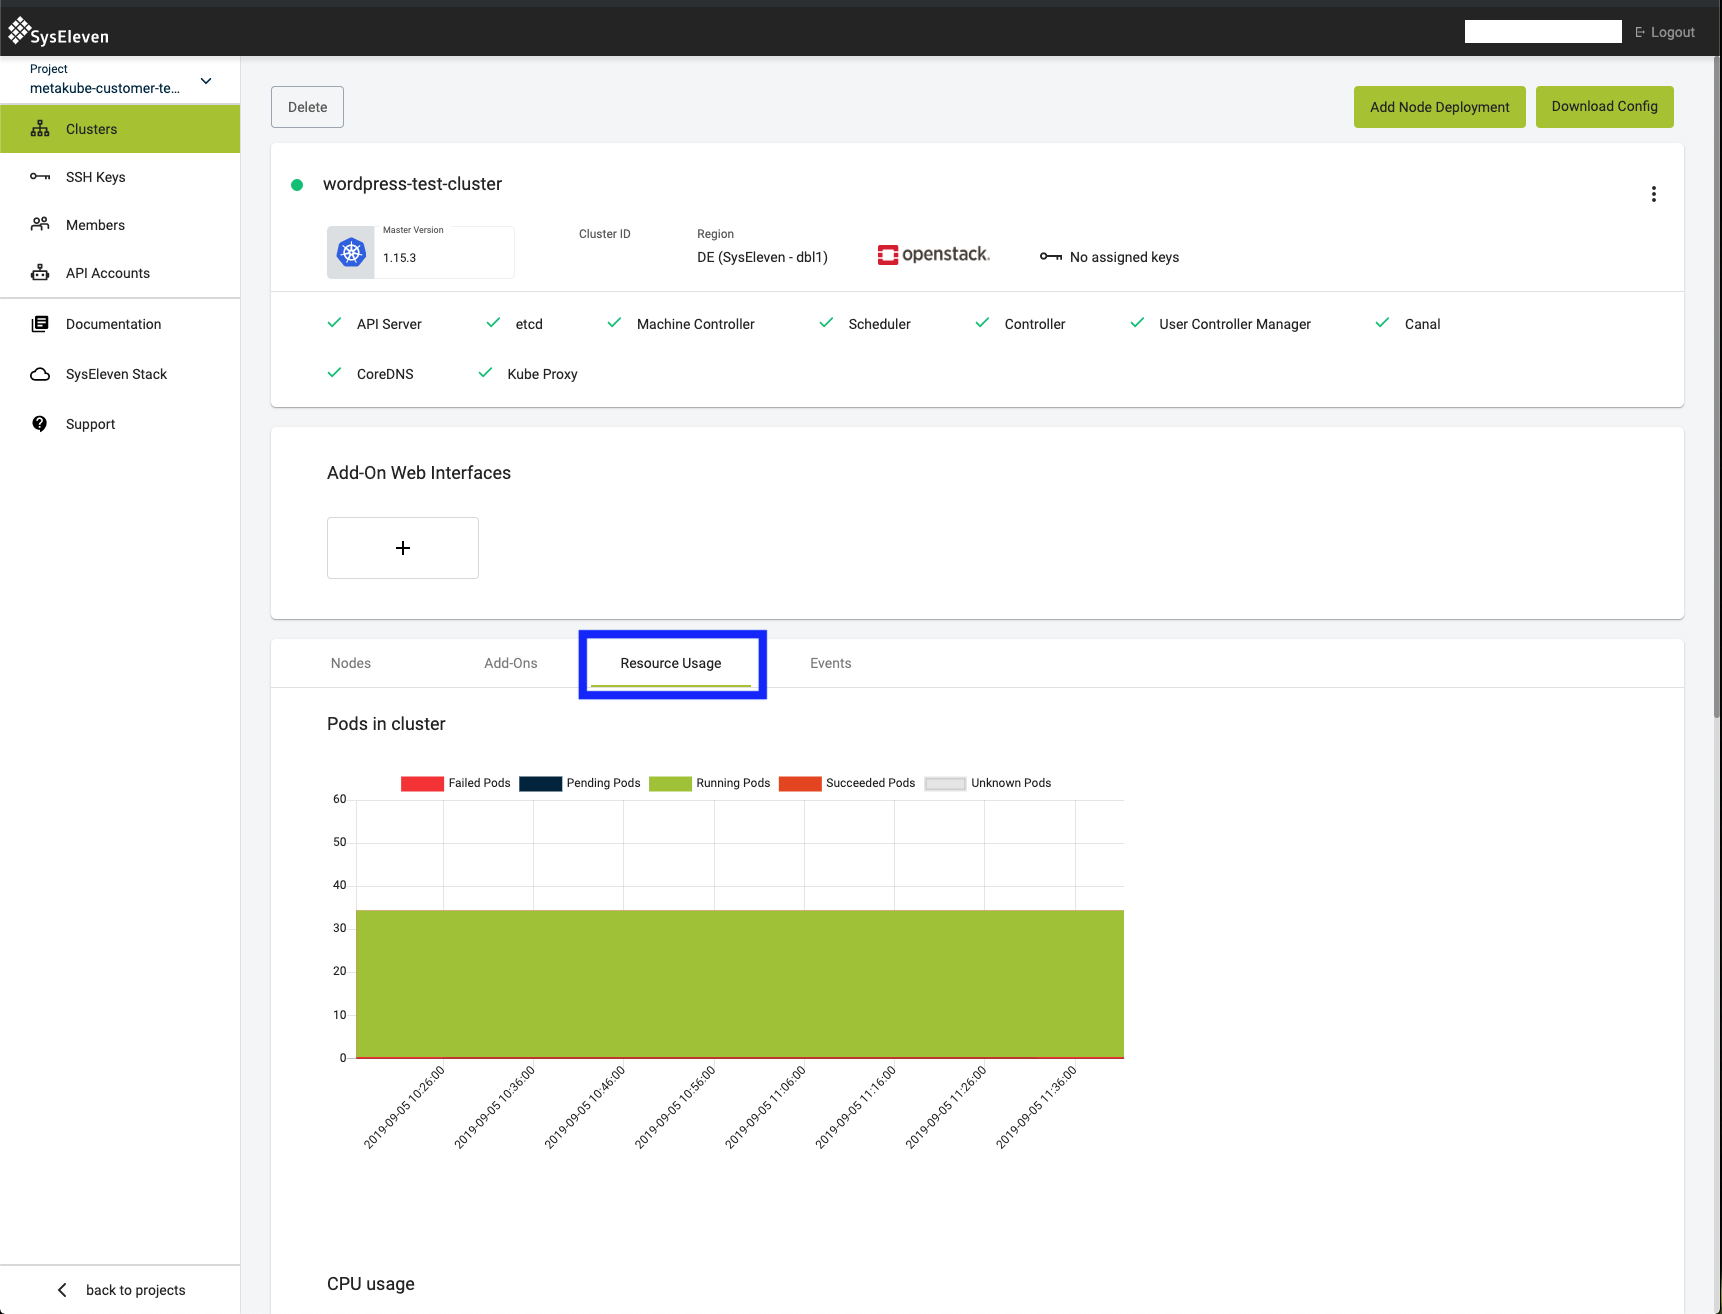 SysEleven
Logout
Project
metakube-customer-te...
Clusters
SSH Keys
Members
API Accounts
Documentation
SysEleven Stack
Support
back to projects
Delete
Add Node Deployment
Download Config
wordpress-test-cluster
Master Version
1.15.3
Cluster ID
Region
DE (SysEleven - dbl1)
openstack.
No assigned keys
API Server
etcd
Machine Controller
Scheduler
Controller
User Controller Manager
Canal
CoreDNS
Kube Proxy
Add-On Web Interfaces
+
Nodes
Add-Ons
Resource Usage
Events
Pods in cluster
Failed Pods
Pending Pods
Running Pods
Succeeded Pods
Unknown Pods
60
50
40
30
20
10
0
2019-09-05 10:26:00
2019-09-05 10:36:00
2019-09-05 10:46:00
2019-09-05 10:56:00
2019-09-05 11:06:00
2019-09-05 11:16:00
2019-09-05 11:26:00
2019-09-05 11:36:00
CPU usage